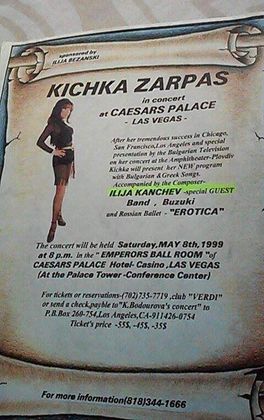 sponsored by
ILIJA BEZANSKI
KICHKA ZARPAS
in concert
at CAESARS PALACE
- LAS VEGAS -
After her tremendous success in Chicago,
San Francisco,Los Angeles and special
presentation by the Bulgarian Television
on her concert at the Amphitheater-Plovdiv
Kichka will present her NEW program
with Bulgarian & Greek Songs.
Accompanied by the Composer-
ILIJA KANCHEV -special GUEST
Band , Buzuki
and Rossian Ballet - "EROTICA"
The concert will be held Saturday,MAY 8th,1999
at 8 p.m. in the "EMPERORS BALL ROOM" of
CAESARS PALACE Hotel- Casino ,LAS VEGAS
(At the Palace Tower -Conference Center)
For tickets or reservations-(702)735-7719 ,club "VERDI"
or send a check,payble to"K.Bodourova's concert" to
P.B.Box 260-754,Los Angeles,CA-911426-0754
Ticket's price -55$, -45$, -35$
For more information(818)344-1666